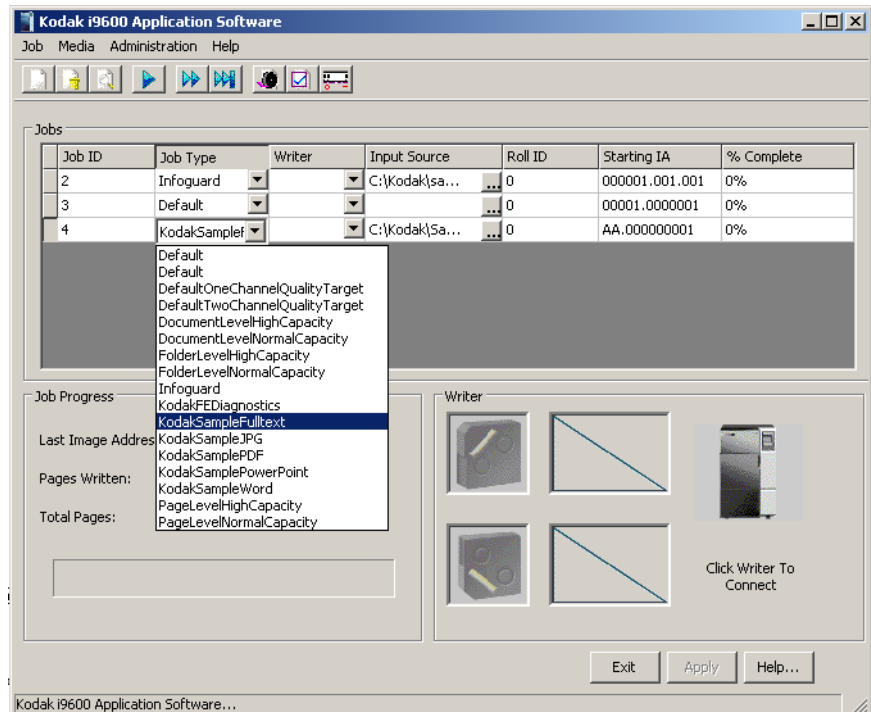 Kodak i9600 Application Software
Job Media Administration Help
Jobs
Job ID Job Type Writer Input Source Roll ID Starting IA % Complete
2 Infoguard C:\Kodak\sa... ... 0 000001.001.001 0%
3 Default ... 0 00001.0000001 0%
4 KodakSampleF C:\Kodak\Sa... ... 0 AA.000000001 0%
Default
Default
DefaultOneChannelQualityTarget
DefaultTwoChannelQualityTarget
DocumentLevelHighCapacity
DocumentLevelNormalCapacity
FolderLevelHighCapacity
FolderLevelNormalCapacity
Infoguard
KodakFEDiagnostics
KodakSampleFulltext
KodakSampleJPG
KodakSamplePDF
KodakSamplePowerPoint
KodakSampleWord
PageLevelHighCapacity
PageLevelNormalCapacity
Job Progress
Last Image Addres
Pages Written:
Total Pages:
Writer
Click Writer To
Connect
Exit Apply Help...
Kodak i9600 Application Software...